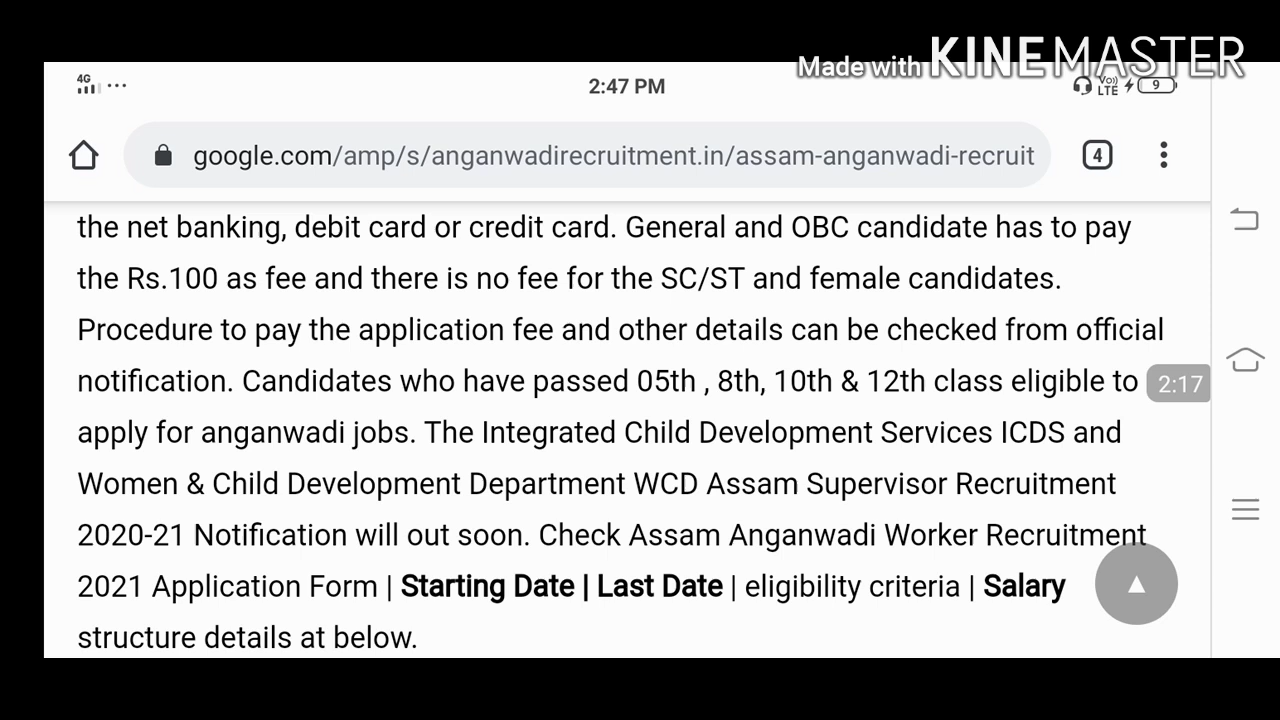 Made with KINEMASTER
4G ... 2:47 PM Vo)) LTE 9
google.com/amp/s/anganwadirecruitment.in/assam-anganwadi-recruit 4
the net banking, debit card or credit card. General and OBC candidate has to pay
the Rs.100 as fee and there is no fee for the SC/ST and female candidates.
Procedure to pay the application fee and other details can be checked from official
notification. Candidates who have passed 05th , 8th, 10th & 12th class eligible to
2:17
apply for anganwadi jobs. The Integrated Child Development Services ICDS and
Women & Child Development Department WCD Assam Supervisor Recruitment
2020-21 Notification will out soon. Check Assam Anganwadi Worker Recruitment
2021 Application Form | Starting Date | Last Date | eligibility criteria | Salary
structure details at below.